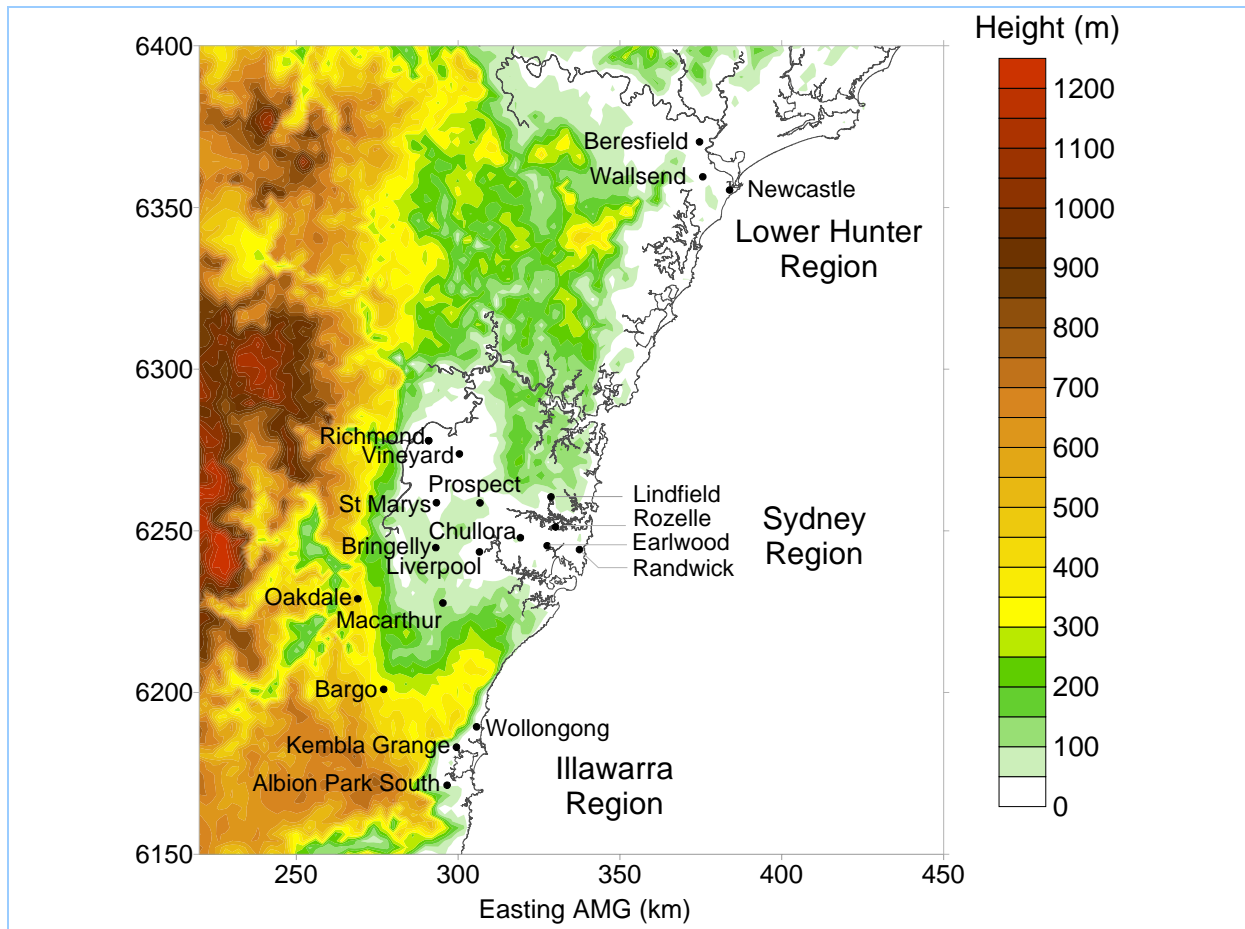 Height (m)
6400
1200
1100
Beresfield
Wallsend
Newcastle
1000
6350
Lower Hunter
Region
900
800
6300
700
600
Richmond
Vineyard
Prospect
Lindfield
St Marys
500
Rozelle
Sydney
Region
6250
Chullora
Earlwood
Bringelly
Liverpool
Randwick
400
Oakdale
Macarthur
300
6200
Bargo
200
Wollongong
Kembla Grange
100
Illawarra
Region
Albion Park South
0
6150
250
300
350
400
450
Easting AMG (km)